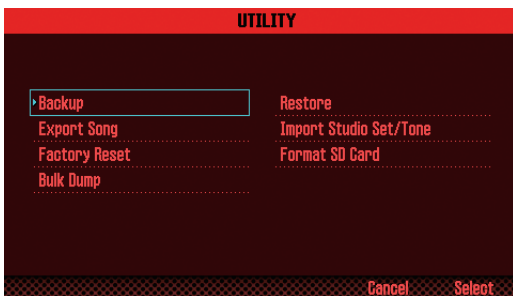 UTILITY
Backup
Restore
Export Song
Import Studio Set/Tone
Factory Reset
Format SD Card
Bulk Dump
Cancel
Select